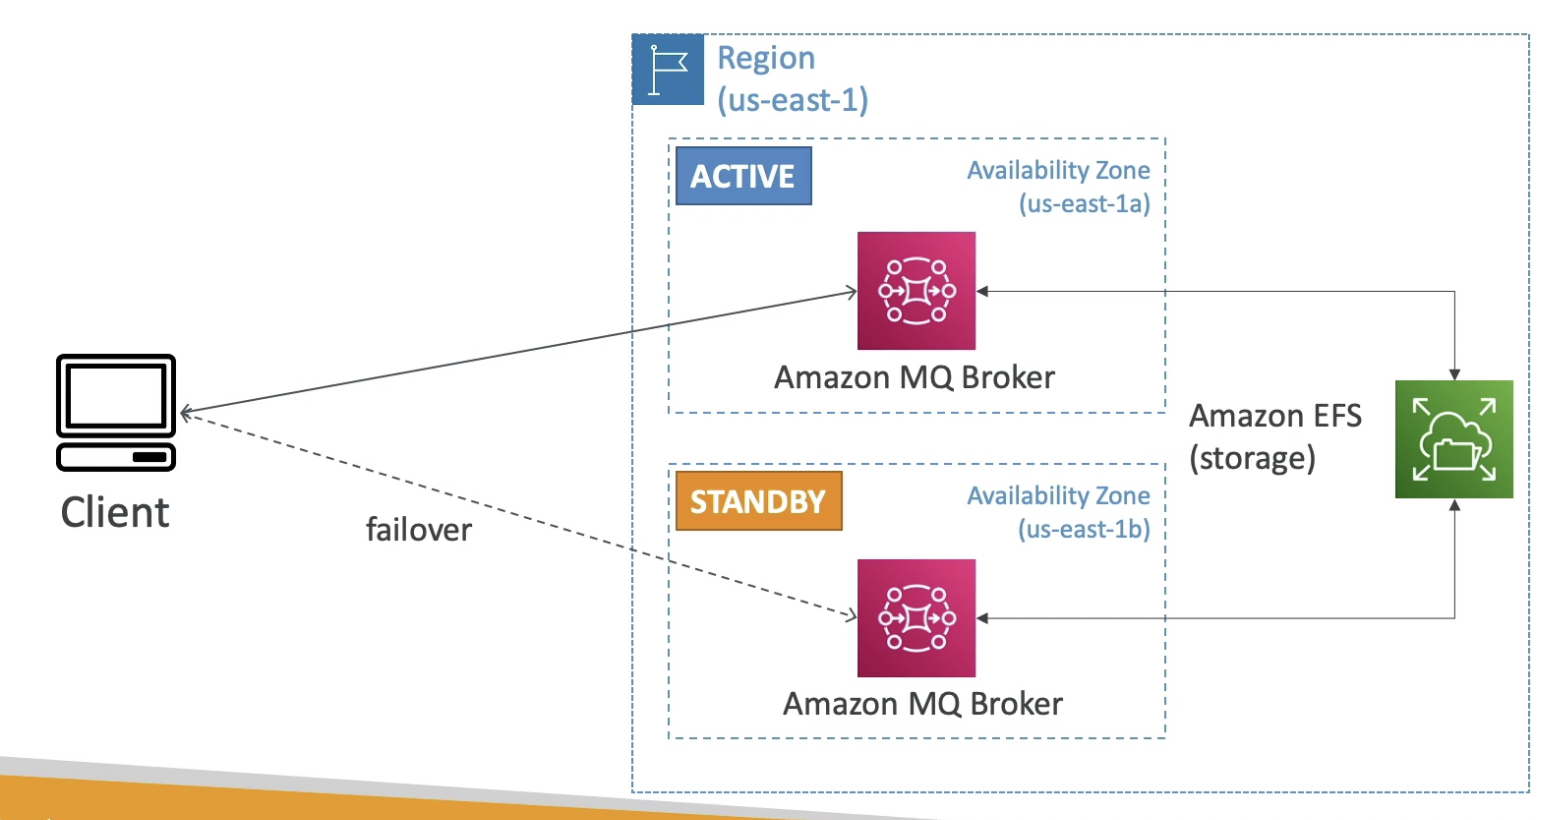 Region
(us-east-1)
ACTIVE
Availability Zone
(us-east-1a)
Amazon MQ Broker
Client
failover
Amazon EFS
(storage)
STANDBY
Availability Zone
(us-east-1b)
Amazon MQ Broker